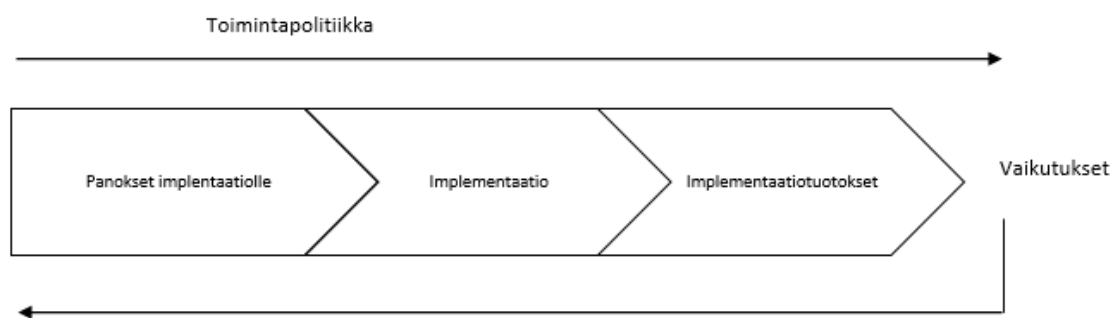 Toimintapolitiikka
Panokset implentaatiolle
Implementaatio
Implementaatiotuotokset
Vaikutukset